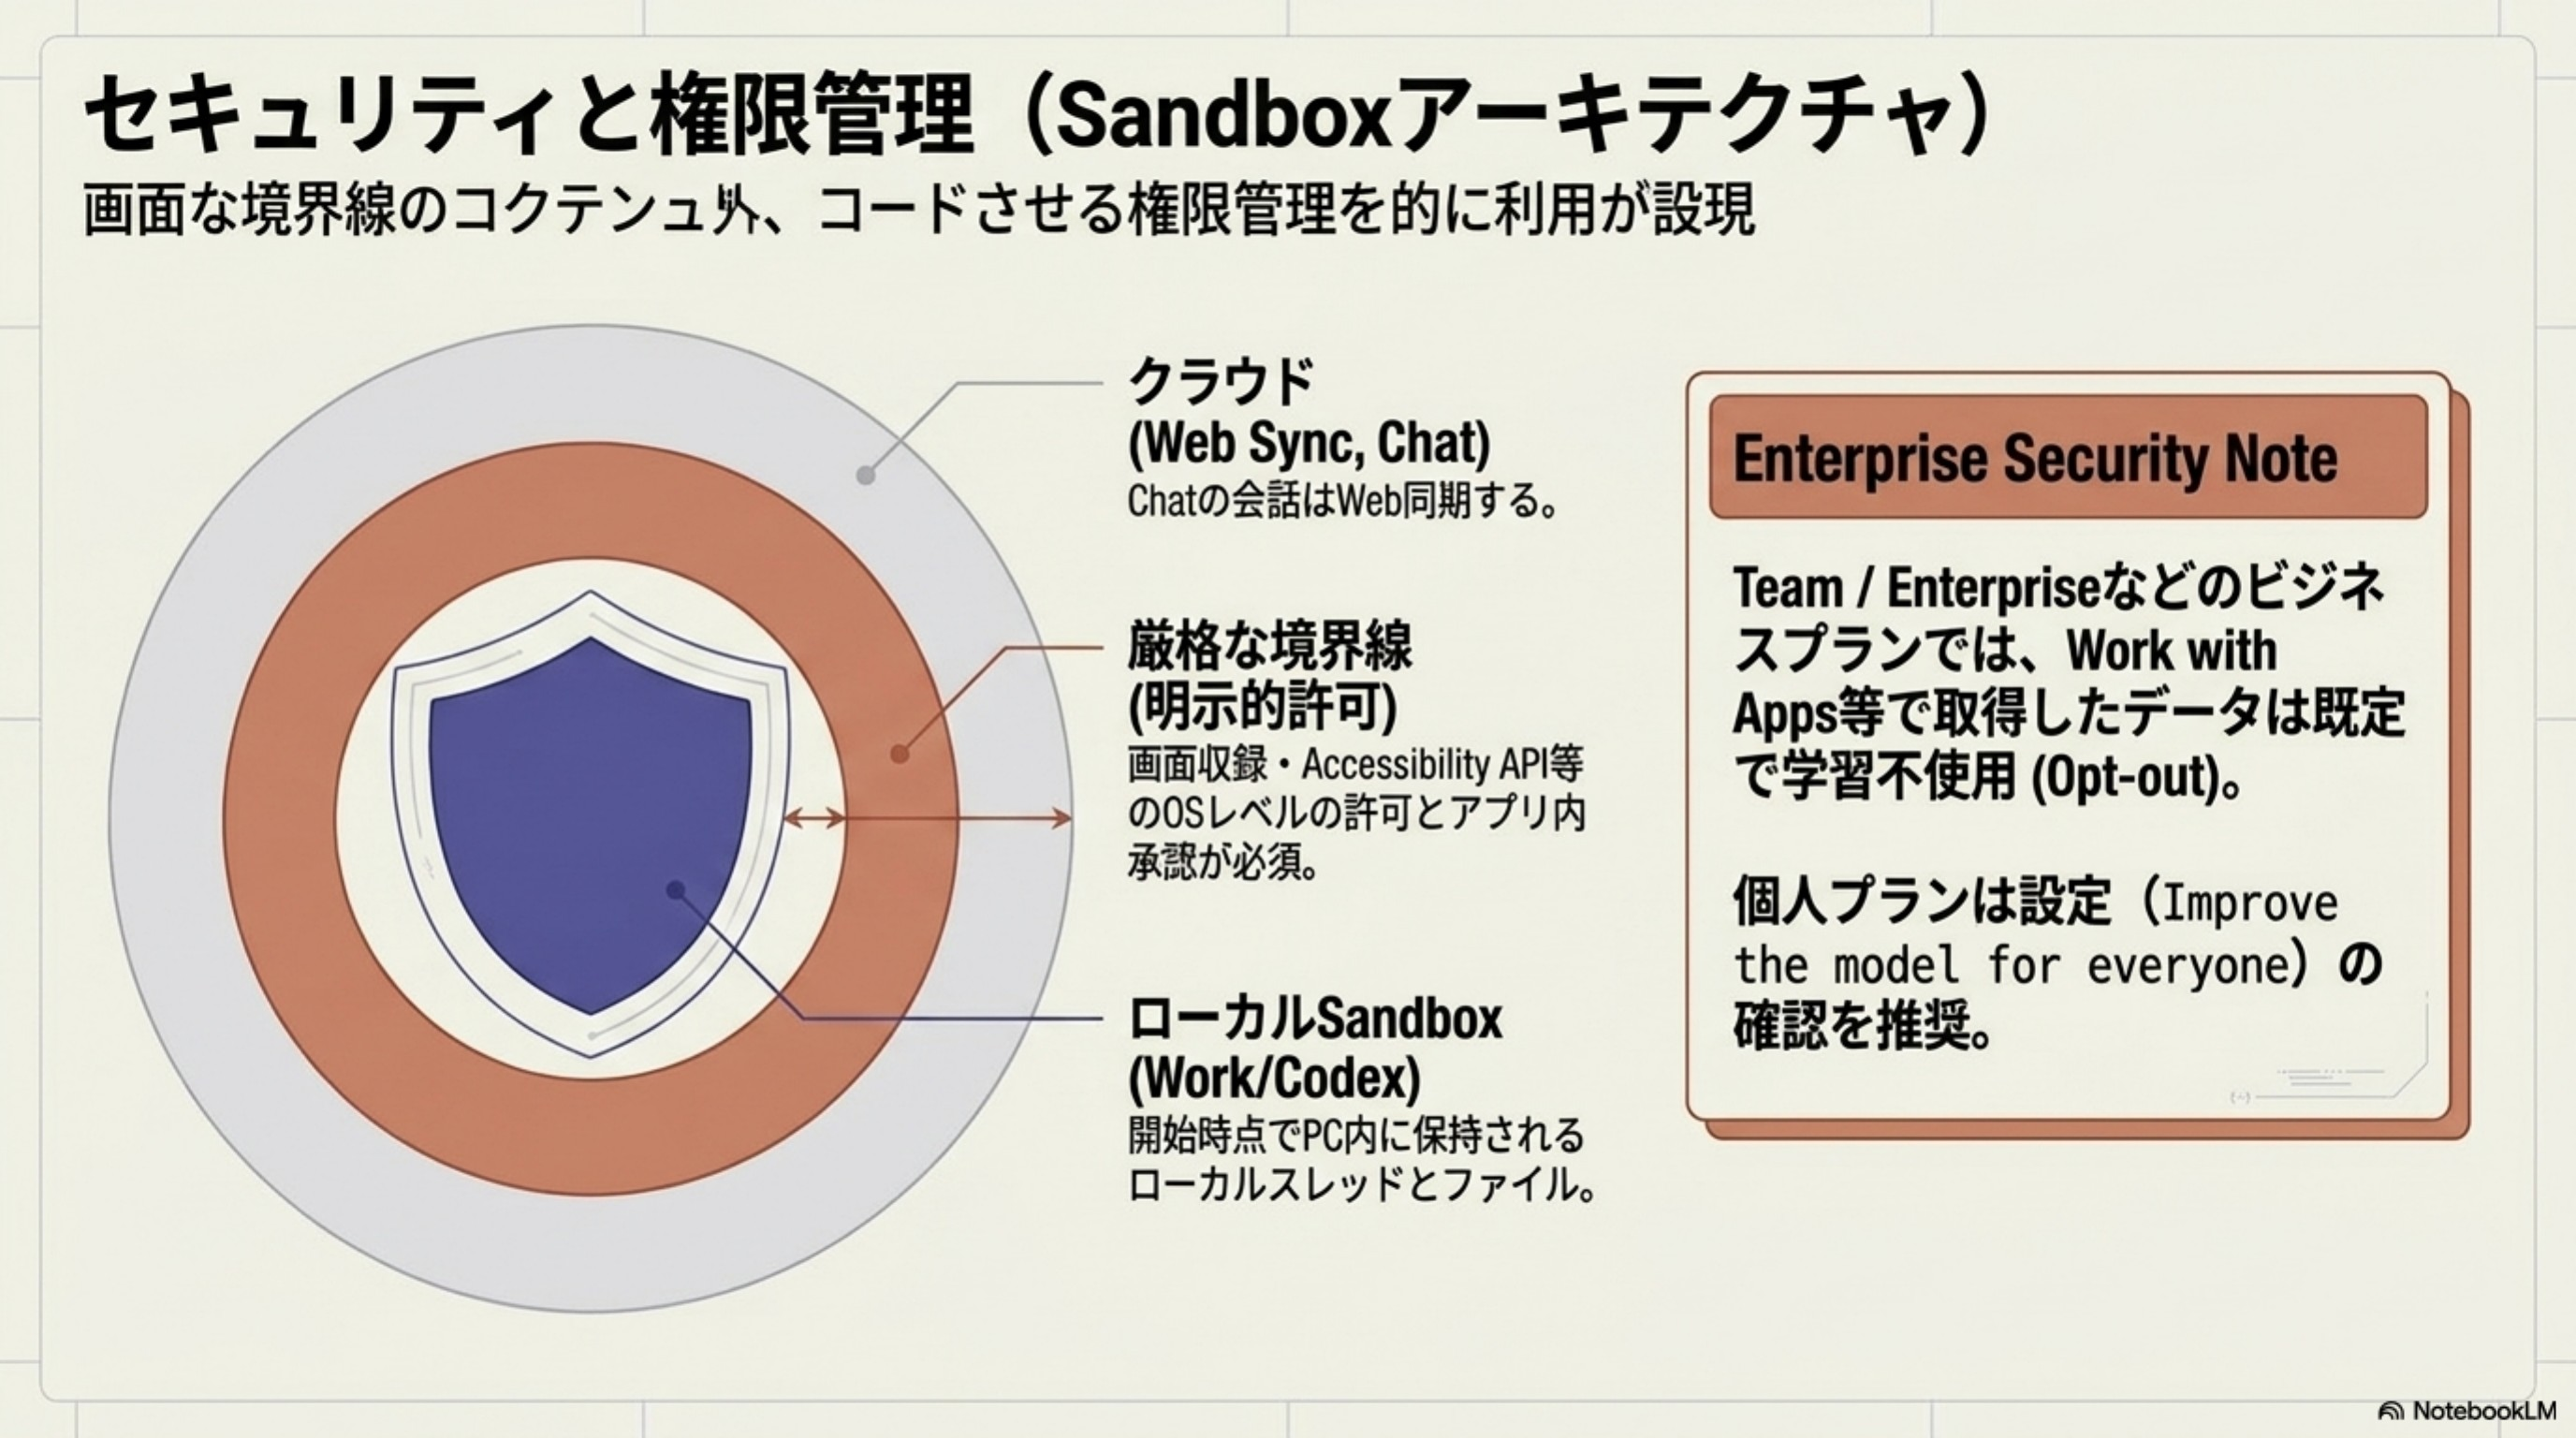 セキュリティと権限管理（Sandboxアーキテクチャ）
画面な境界線のコクテンュ外、コードさせる権限管理を的に利用が設現
クラウド
(Web Sync, Chat)
Chatの会話はWeb同期する。
厳格な境界線
(明示的許可)
画面収録・Accessibility API等
のOSレベルの許可とアプリ内
承認が必須。
ローカルSandbox
(Work/Codex)
開始時点でPC内に保持される
ローカルスレッドとファイル。
Enterprise Security Note
Team / Enterpriseなどのビジネ
スプランでは、Work with
Apps等で取得したデータは既定
で学習不使用 (Opt-out)。
個人プランは設定（Improve
the model for everyone）の
確認を推奨。
NotebookLM